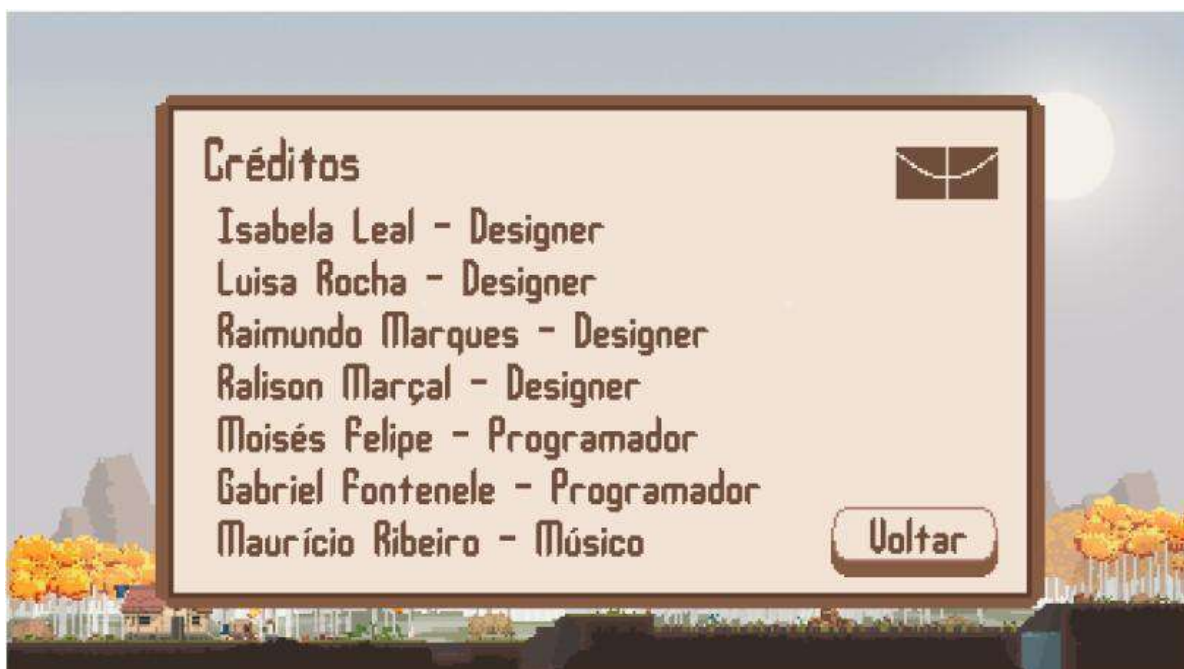 Créditos
Isabela Leal - Designer
Luisa Rocha - Designer
Raimundo Marques - Designer
Ralison Marçal - Designer
Moisés Felipe - Programador
Gabriel Fontenele - Programador
Maurício Ribeiro - Músico
Voltar